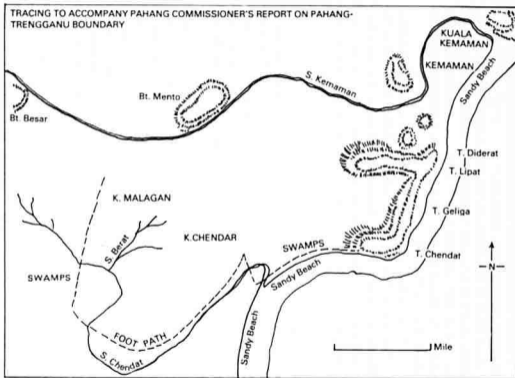 TRACING TO ACCOMPANY PAHANG COMMISSIONER'S REPORT ON PAHANG-
TRENGGANU BOUNDARY
KUALA
KEMAMAN
KEMAMAN
Sandy Beach
S. Kemaman
Bt. Mento
Bt. Besar
T. Diderat
T. Lipat
T. Geliga
T. Chendat
K. MALAGAN
S. Berat
K.CHENDAR
SWAMPS
SWAMPS
Sandy Beach
Sandy Beach
FOOT PATH
S. Chendat
N
Mile